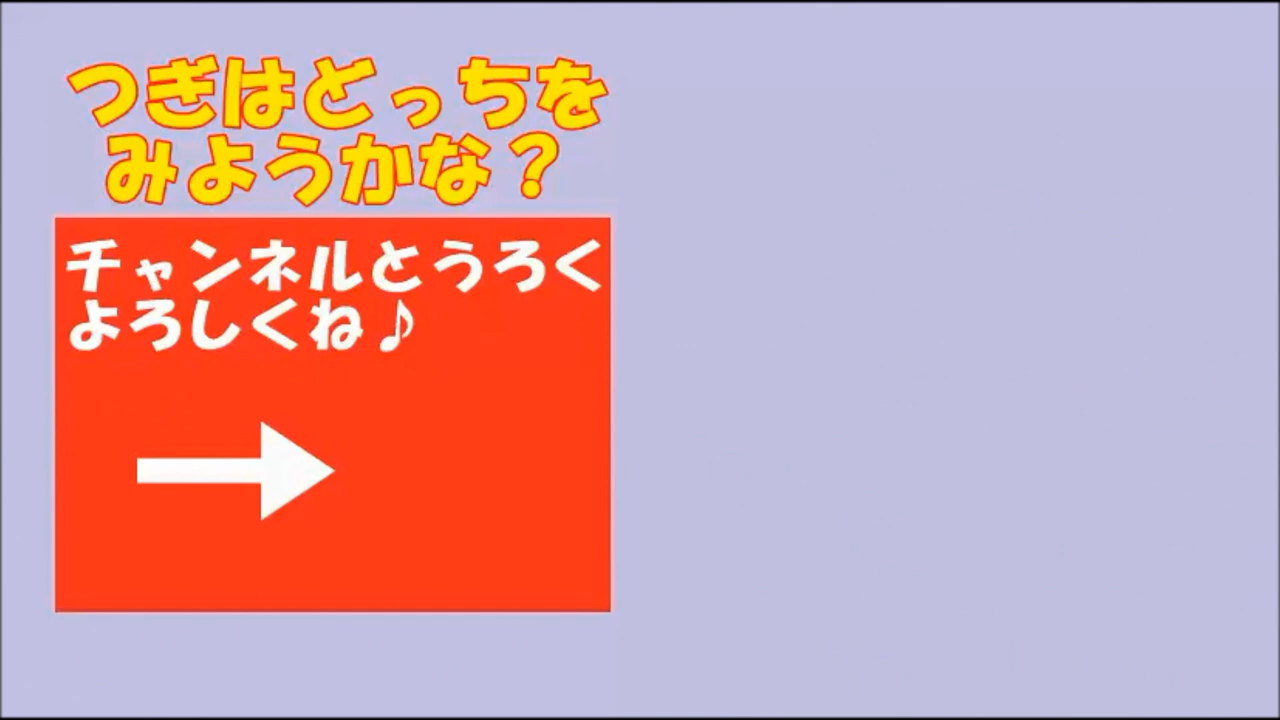 つぎはどっちを
みようかな？
チャンネルとうろく
よろしくね♪